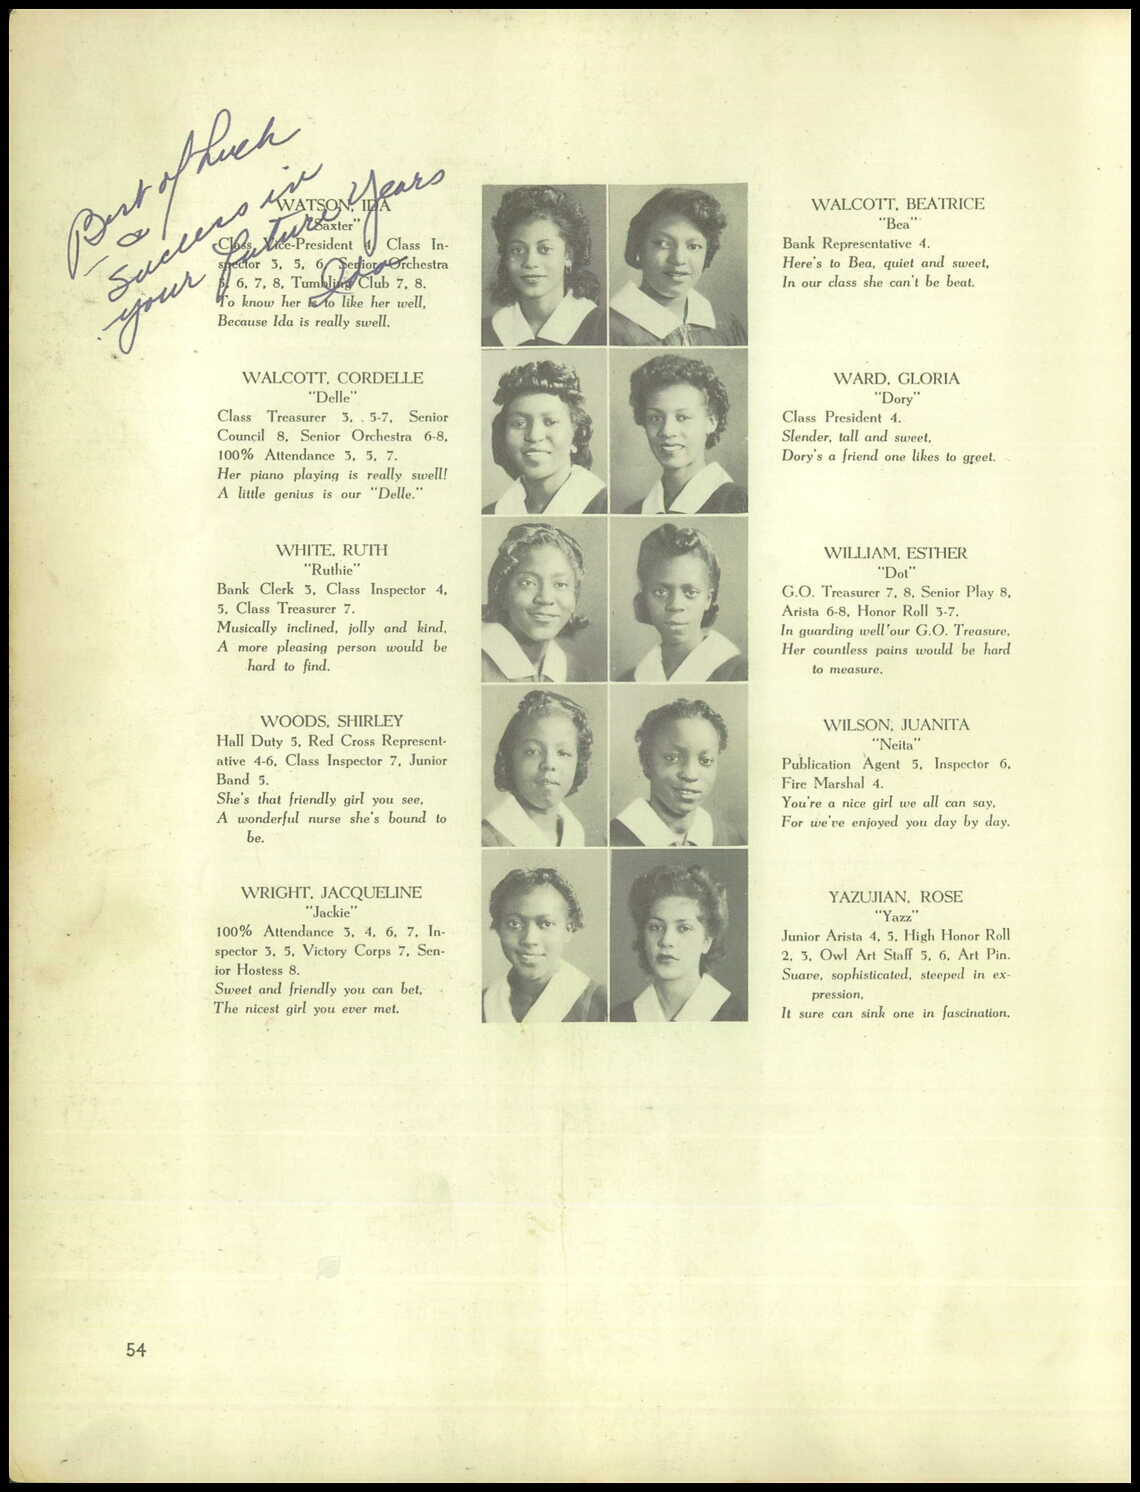 Best of Luck
&
Success in
your future Years
Ida
WATSON, IDA
"Saxter"
Class Vice-President 4, Class In-
spector 3, 5, 6, Senior Orchestra
5, 6, 7, 8, Tumbling Club 7, 8.
To know her is to like her well,
Because Ida is really swell.
WALCOTT, CORDELLE
"Delle"
Class Treasurer 3, 5-7, Senior
Council 8, Senior Orchestra 6-8,
100% Attendance 3, 5, 7.
Her piano playing is really swell!
A little genius is our "Delle."
WHITE, RUTH
"Ruthie"
Bank Clerk 3, Class Inspector 4,
5, Class Treasurer 7.
Musically inclined, jolly and kind,
A more pleasing person would be
hard to find.
WOODS, SHIRLEY
Hall Duty 5, Red Cross Represent-
ative 4-6, Class Inspector 7, Junior
Band 5.
She's that friendly girl you see,
A wonderful nurse she's bound to
be.
WRIGHT, JACQUELINE
"Jackie"
100% Attendance 3, 4, 6, 7, In-
spector 3, 5, Victory Corps 7, Sen-
ior Hostess 8.
Sweet and friendly you can bet,
The nicest girl you ever met.
WALCOTT, BEATRICE
"Bea"
Bank Representative 4.
Here's to Bea, quiet and sweet,
In our class she can't be beat.
WARD, GLORIA
"Dory"
Class President 4.
Slender, tall and sweet,
Dory's a friend one likes to greet.
WILLIAM, ESTHER
"Dot"
G.O. Treasurer 7, 8, Senior Play 8,
Arista 6-8, Honor Roll 3-7.
In guarding well our G.O. Treasure,
Her countless pains would be hard
to measure.
WILSON, JUANITA
"Neita"
Publication Agent 5, Inspector 6,
Fire Marshal 4.
You're a nice girl we all can say,
For we've enjoyed you day by day.
YAZUJIAN, ROSE
"Yazz"
Junior Arista 4, 5, High Honor Roll
2, 3, Owl Art Staff 5, 6, Art Pin.
Suave, sophisticated, steeped in ex-
pression,
It sure can sink one in fascination.
54